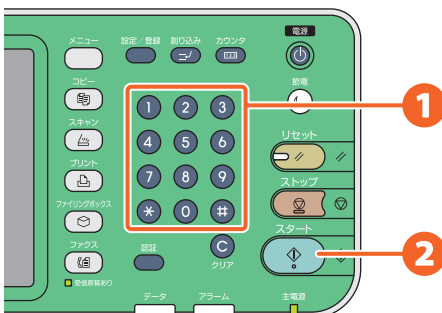 電源
メニュー
設定／登録
割り込み
カウンタ
コピー
節電
1
2
3
1
スキャン
4
5
6
リセット
プリント
7
8
9
ストップ
ファイリングボックス
*
0
#
スタート
ファクス
認証
C
クリア
2
受信原稿あり
データ
アラーム
主電源